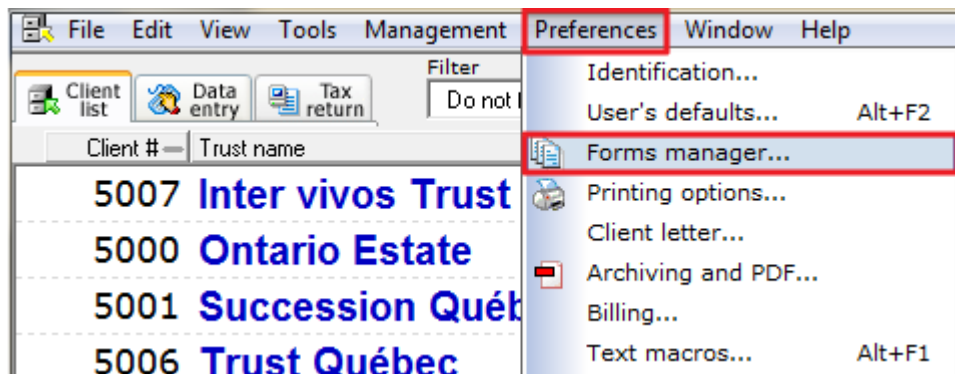 File Edit View Tools Management Preferences Window Help
Filter
Client list
Data entry
Tax return
Do not
Client # Trust name
5007 Inter vivos Trust
5000 Ontario Estate
5001 Succession Québ
5006 Trust Québec
Identification...
User's defaults... Alt+F2
Forms manager...
Printing options...
Client letter...
Archiving and PDF...
Billing...
Text macros... Alt+F1